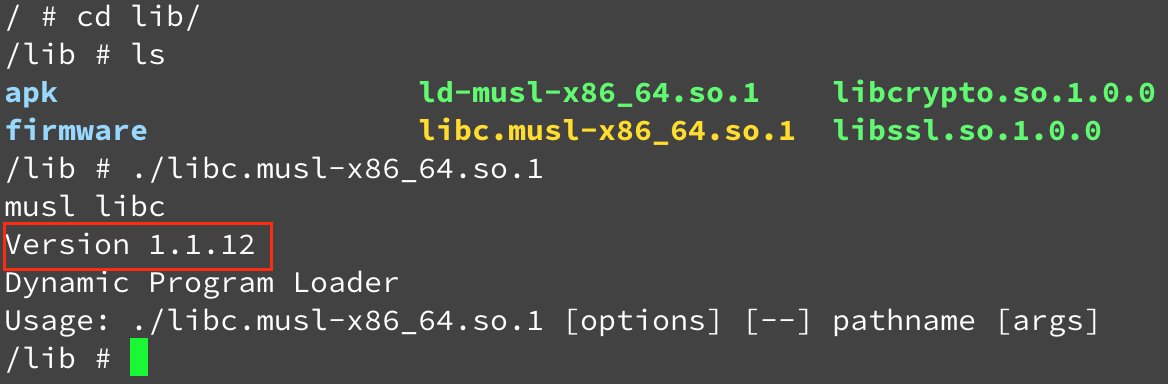 / # cd lib/
/lib # ls
apk ld-musl-x86_64.so.1 libcrypto.so.1.0.0
firmware libc.musl-x86_64.so.1 libssl.so.1.0.0
/lib # ./libc.musl-x86_64.so.1
musl libc
Version 1.1.12
Dynamic Program Loader
Usage: ./libc.musl-x86_64.so.1 [options] [--] pathname [args]
/lib #